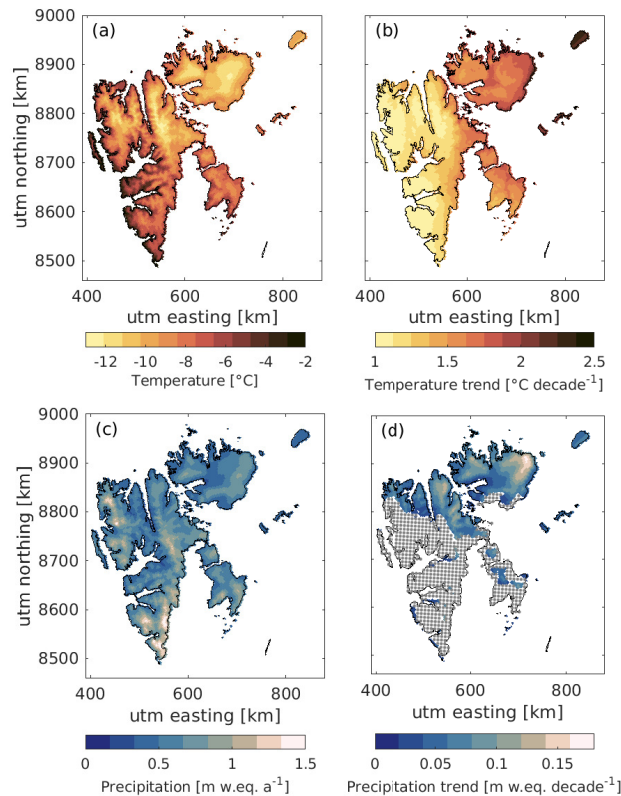 (a)
(b)
9000
8900
8800
8700
8600
8500
utm northing [km]
400 600 800
400 600 800
utm easting [km]
utm easting [km]
-12 -10 -8 -6 -4 -2
1 1.5 2 2.5
Temperature [°C]
Temperature trend [°C decade⁻¹]
(c)
(d)
9000
8900
8800
8700
8600
8500
utm northing [km]
400 600 800
400 600 800
utm easting [km]
utm easting [km]
0 0.5 1 1.5
0 0.05 0.1 0.15
Precipitation [m w.eq. a⁻¹]
Precipitation trend [m w.eq. decade⁻¹]